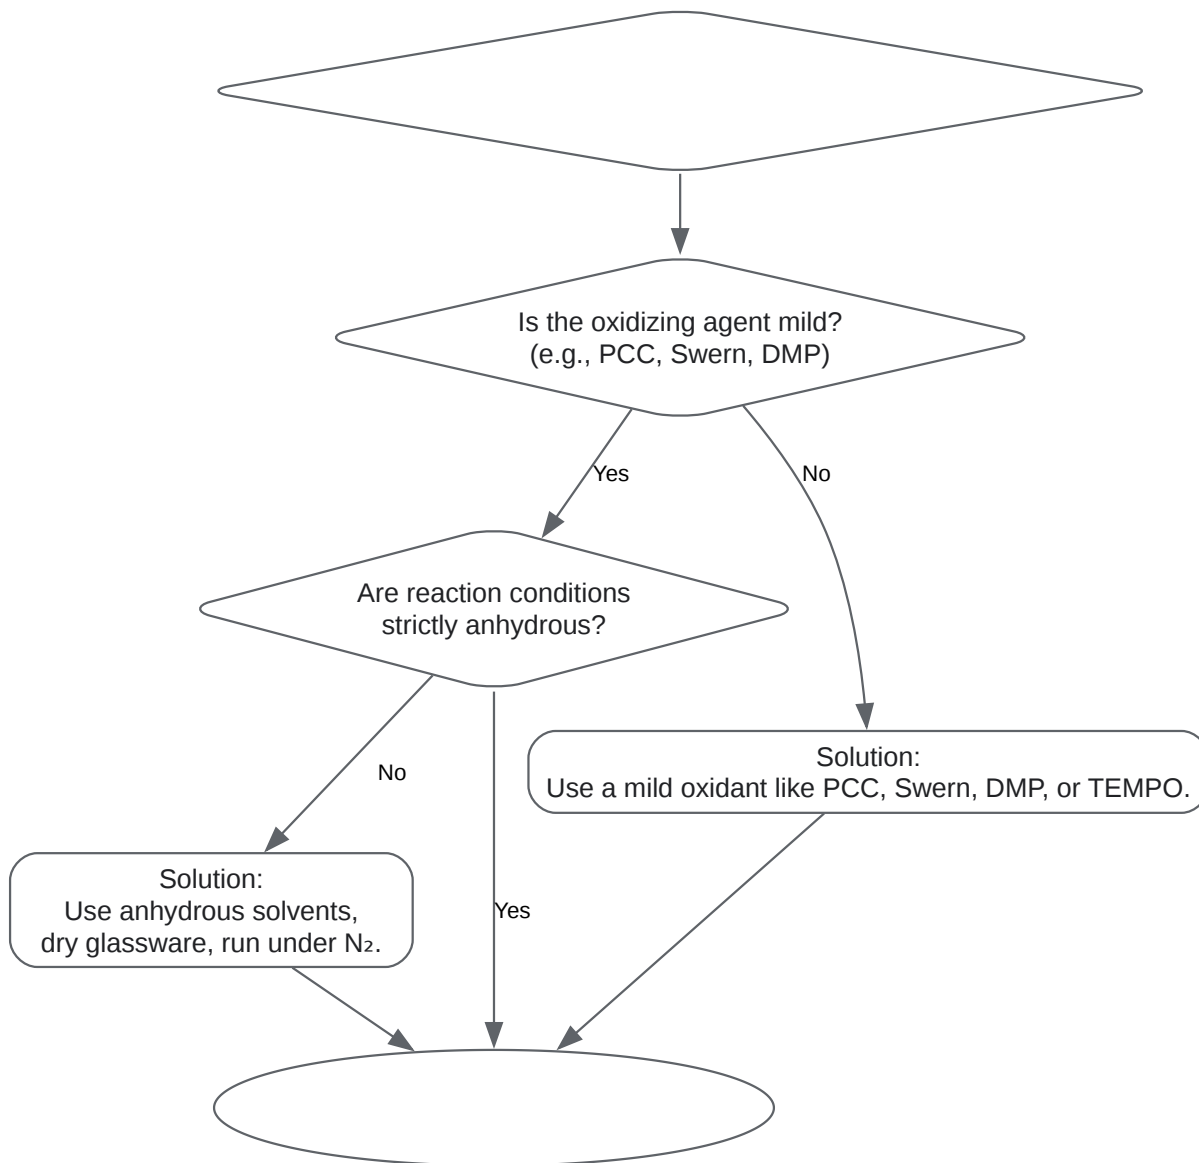 Is the oxidizing agent mild?
(e.g., PCC, Swern, DMP)
Yes
No
Are reaction conditions
strictly anhydrous?
Solution:
Use a mild oxidant like PCC, Swern, DMP, or TEMPO.
No
Solution:
Use anhydrous solvents,
dry glassware, run under N₂.
Yes